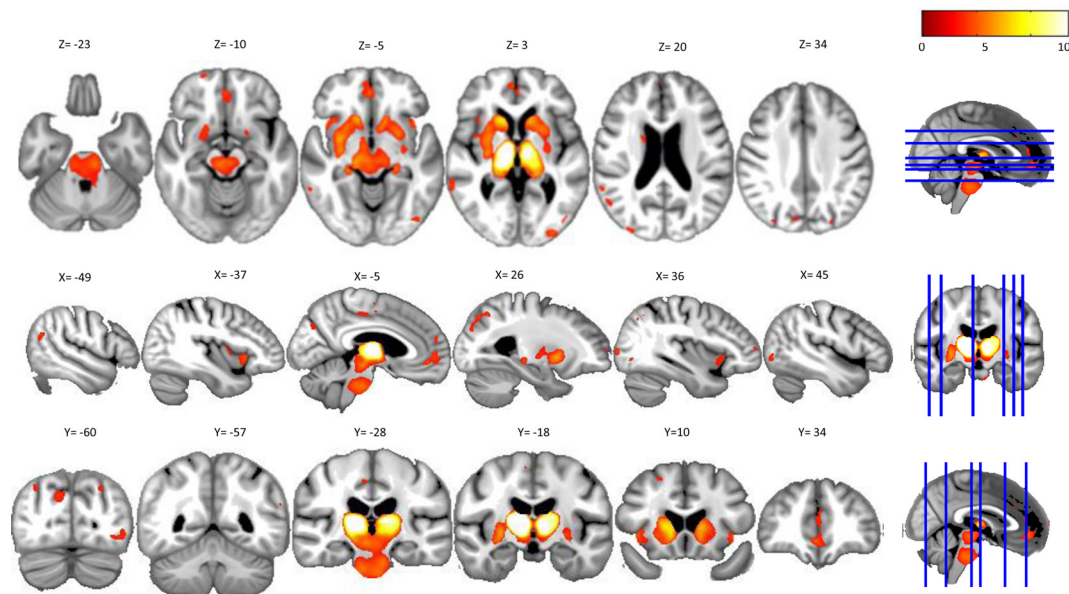 Z= -23 Z= -10 Z= -5 Z= 3 Z= 20 Z= 34
0 5 10
X= -49 X= -37 X= -5 X= 26 X= 36 X= 45
Y= -60 Y= -57 Y= -28 Y= -18 Y=10 Y= 34